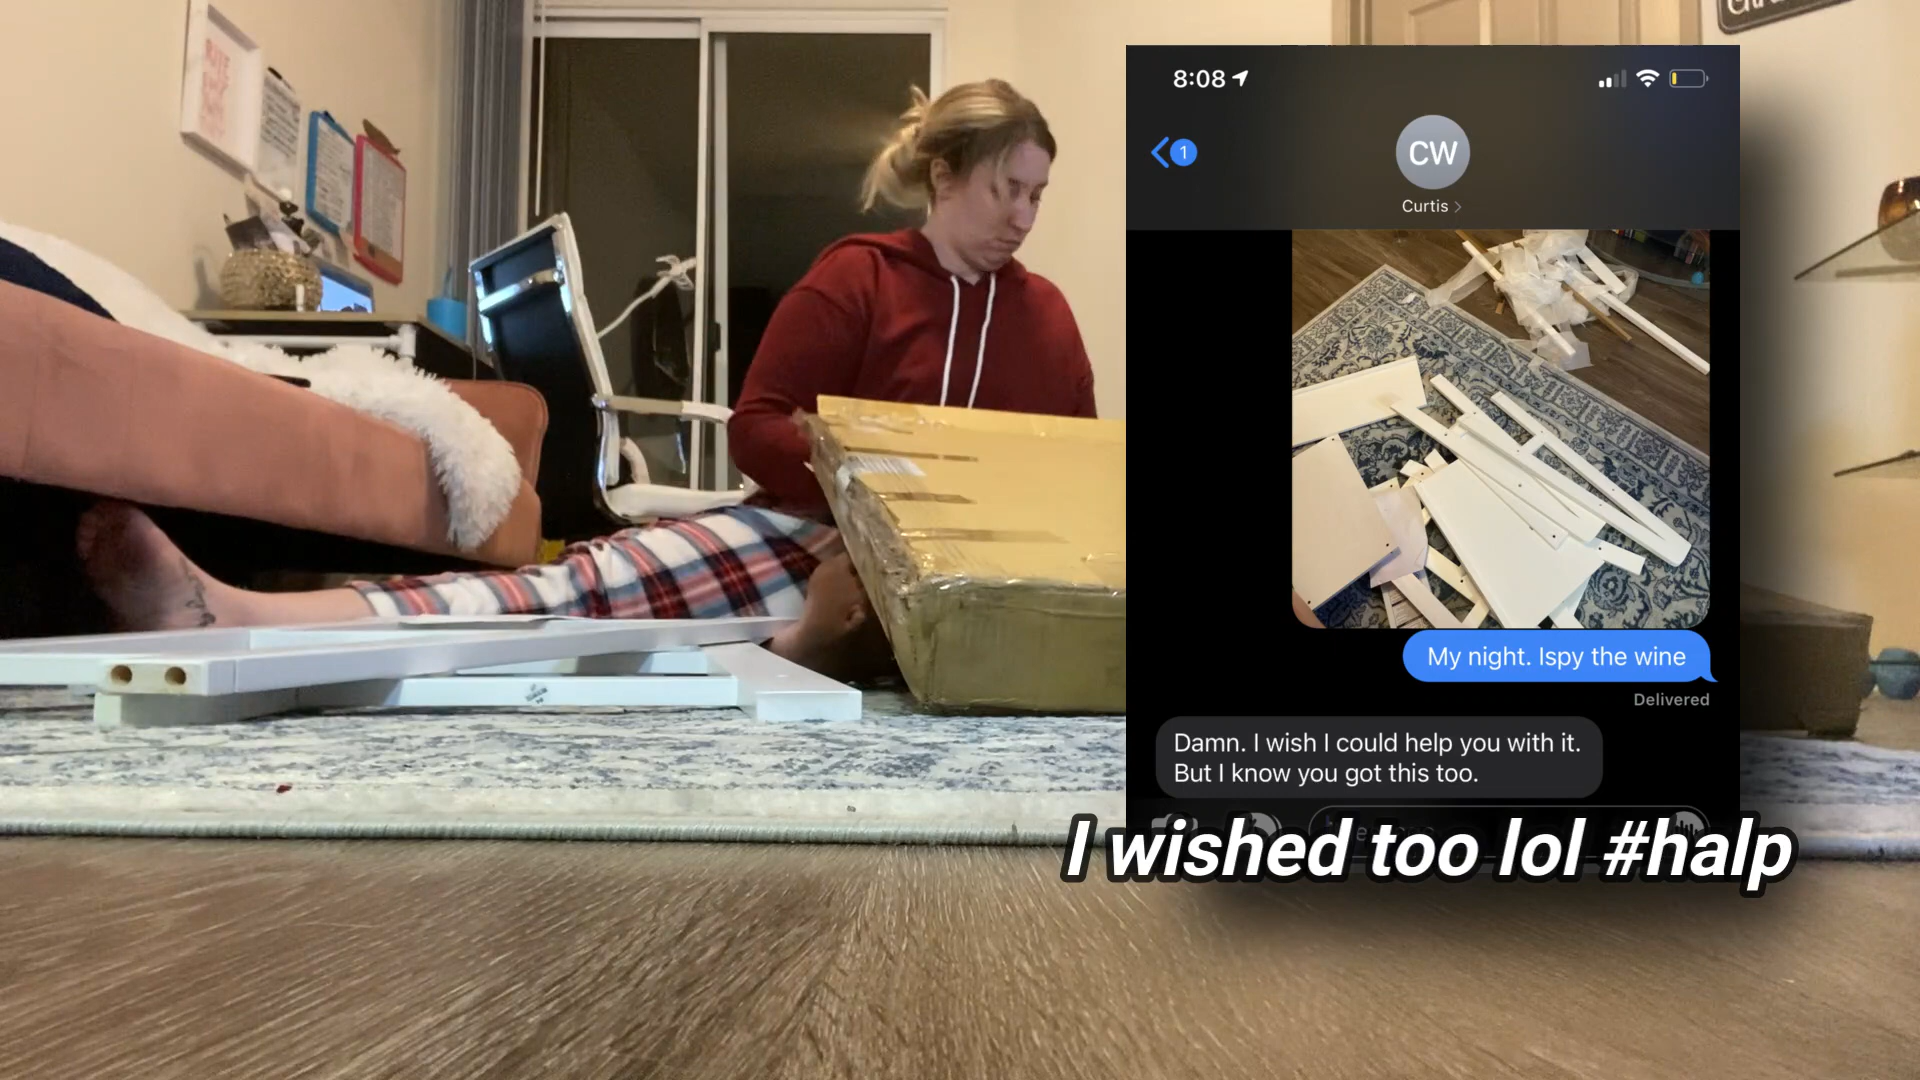 8:08
1
CW
Curtis
My night. Ispy the wine
Delivered
Damn. I wish I could help you with it.
But I know you got this too.
I wished too lol #halp